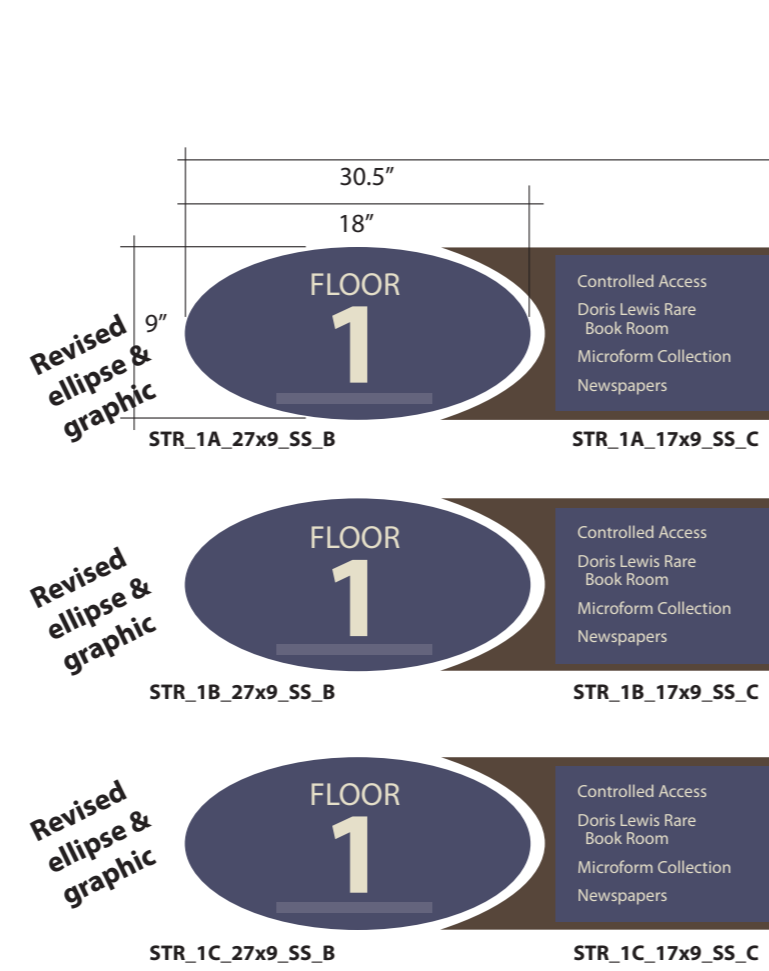 30.5”
18”
9”
Revised
ellipse &
graphic
FLOOR
1
Controlled Access
Doris Lewis Rare
Book Room
Microform Collection
Newspapers
STR_1A_27x9_SS_B
STR_1A_17x9_SS_C
Revised
ellipse &
graphic
FLOOR
1
Controlled Access
Doris Lewis Rare
Book Room
Microform Collection
Newspapers
STR_1B_27x9_SS_B
STR_1B_17x9_SS_C
Revised
ellipse &
graphic
FLOOR
1
Controlled Access
Doris Lewis Rare
Book Room
Microform Collection
Newspapers
STR_1C_27x9_SS_B
STR_1C_17x9_SS_C